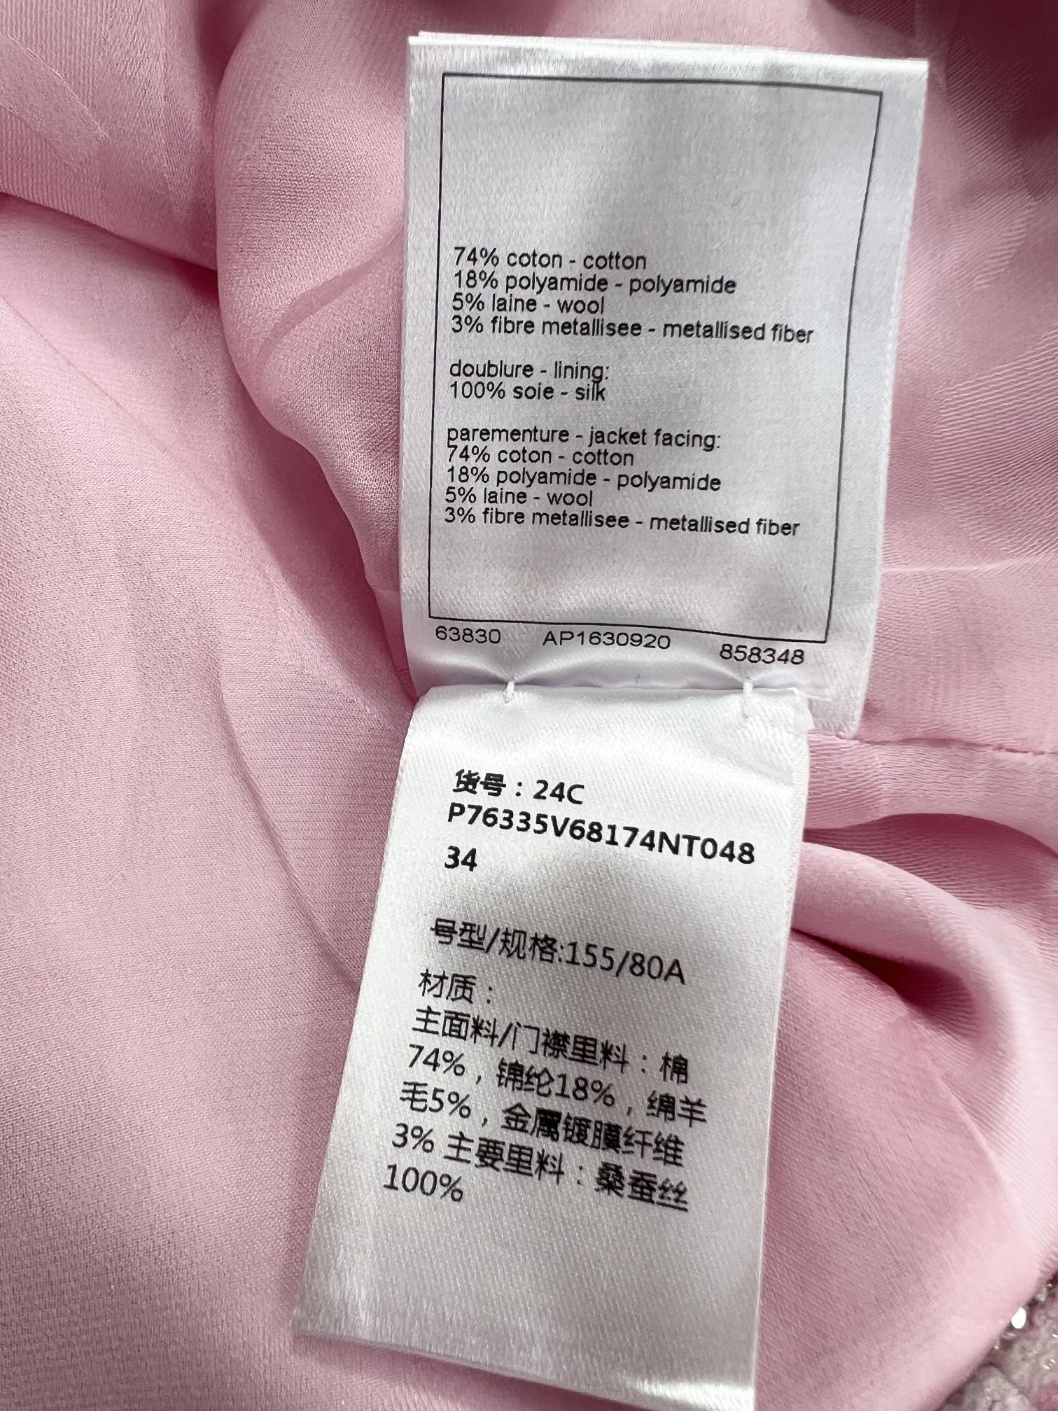 74% coton - cotton
18% polyamide - polyamide
5% laine - wool
3% fibre metallisee - metallised fiber
doublure - lining:
100% soie - silk
parementure - jacket facing:
74% coton - cotton
18% polyamide - polyamide
5% laine - wool
3% fibre metallisee - metallised fiber
63830 AP1630920 858348
货号：24C
P76335V68174NT048
34
号型/规格:155/80A
材质：
主面料/门襟里料：棉
74%，锦纶18%，绵羊
毛5%，金属镀膜纤维
3% 主要里料：桑蚕丝
100%